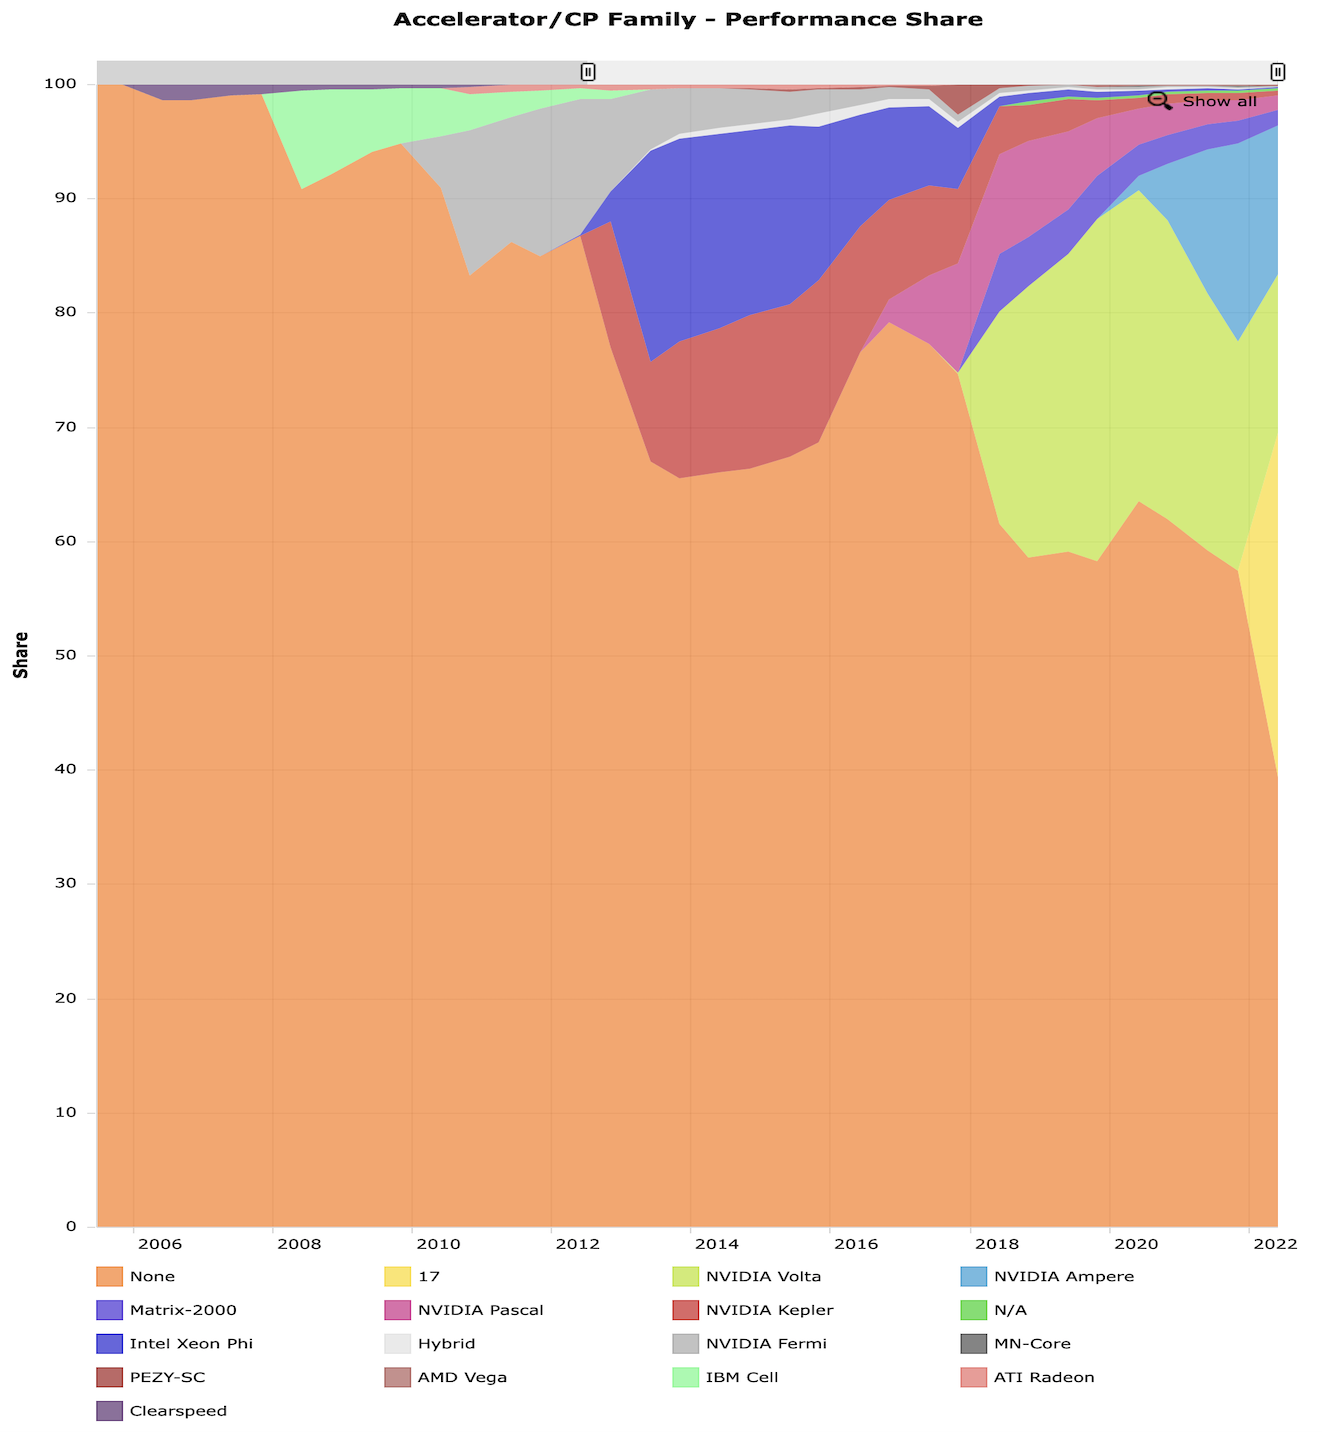 Accelerator/CP Family - Performance Share
Show all
100
90
80
70
60
50
40
30
20
10
0
Share
2006 2008 2010 2012 2014 2016 2018 2020 2022
None 17 NVIDIA Volta NVIDIA Ampere
Matrix-2000 NVIDIA Pascal NVIDIA Kepler N/A
Intel Xeon Phi Hybrid NVIDIA Fermi MN-Core
PEZY-SC AMD Vega IBM Cell ATI Radeon
Clearspeed